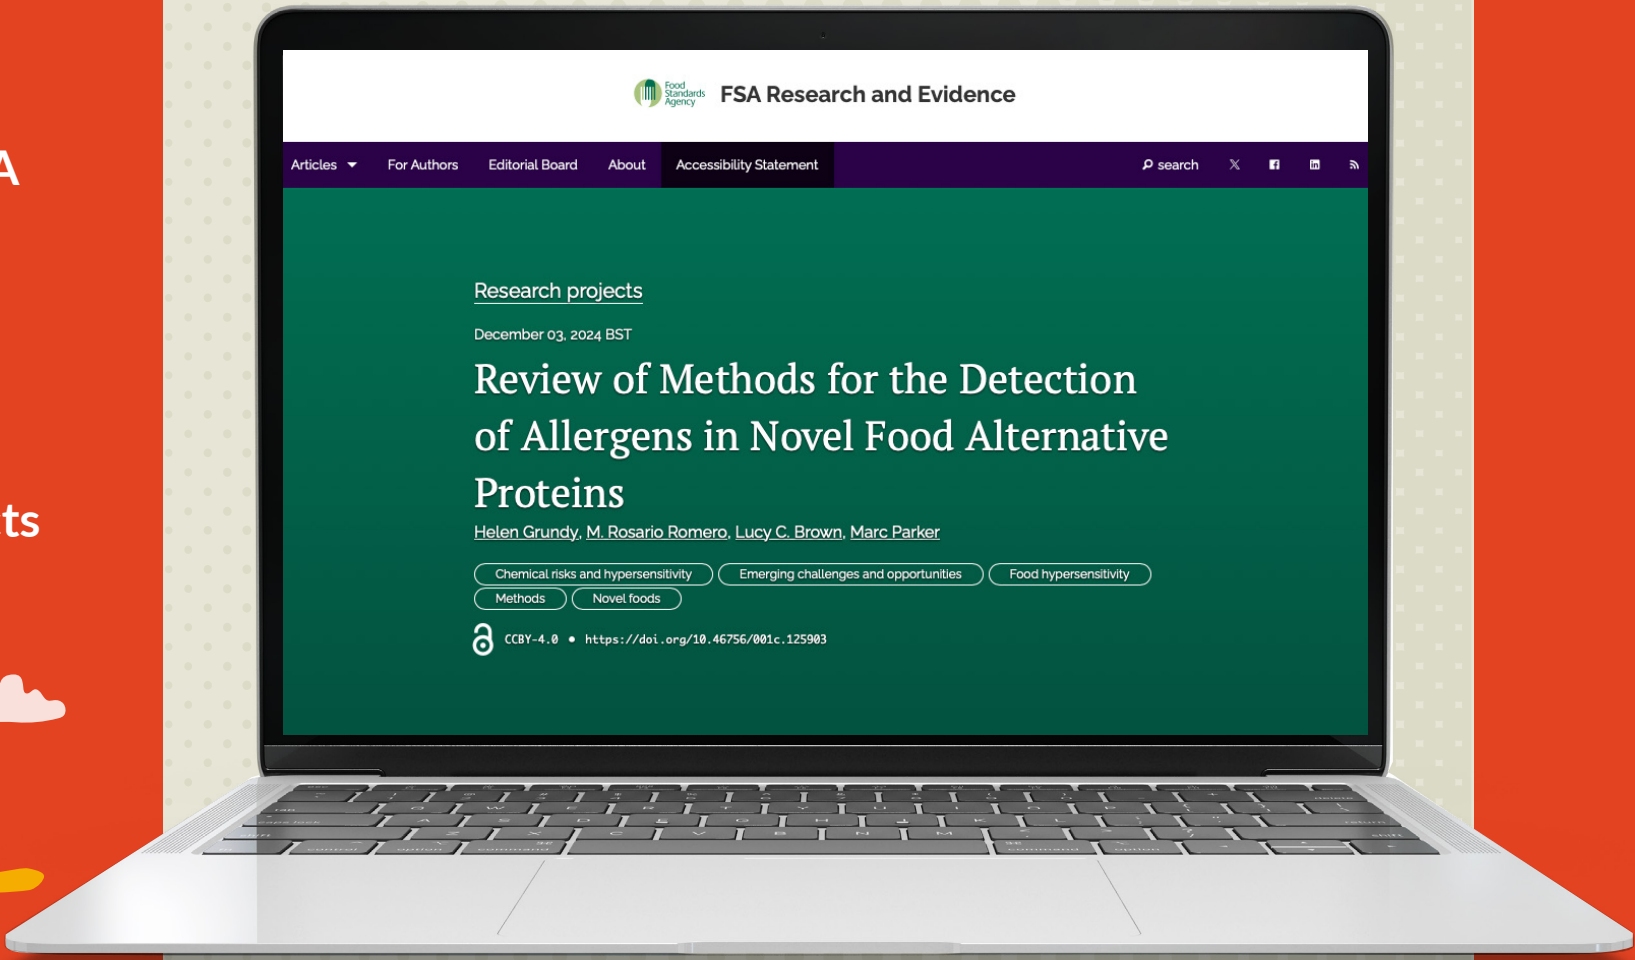 A
cts
Food
Standards
Agency
FSA Research and Evidence
Articles
For Authors
Editorial Board
About
Accessibility Statement
search
Research projects
December 03, 2024 BST
Review of Methods for the Detection
of Allergens in Novel Food Alternative
Proteins
Helen Grundy, M. Rosario Romero, Lucy C. Brown, Marc Parker
Chemical risks and hypersensitivity
Emerging challenges and opportunities
Food hypersensitivity
Methods
Novel foods
CCBY-4.0 • https://doi.org/10.46756/001c.125903